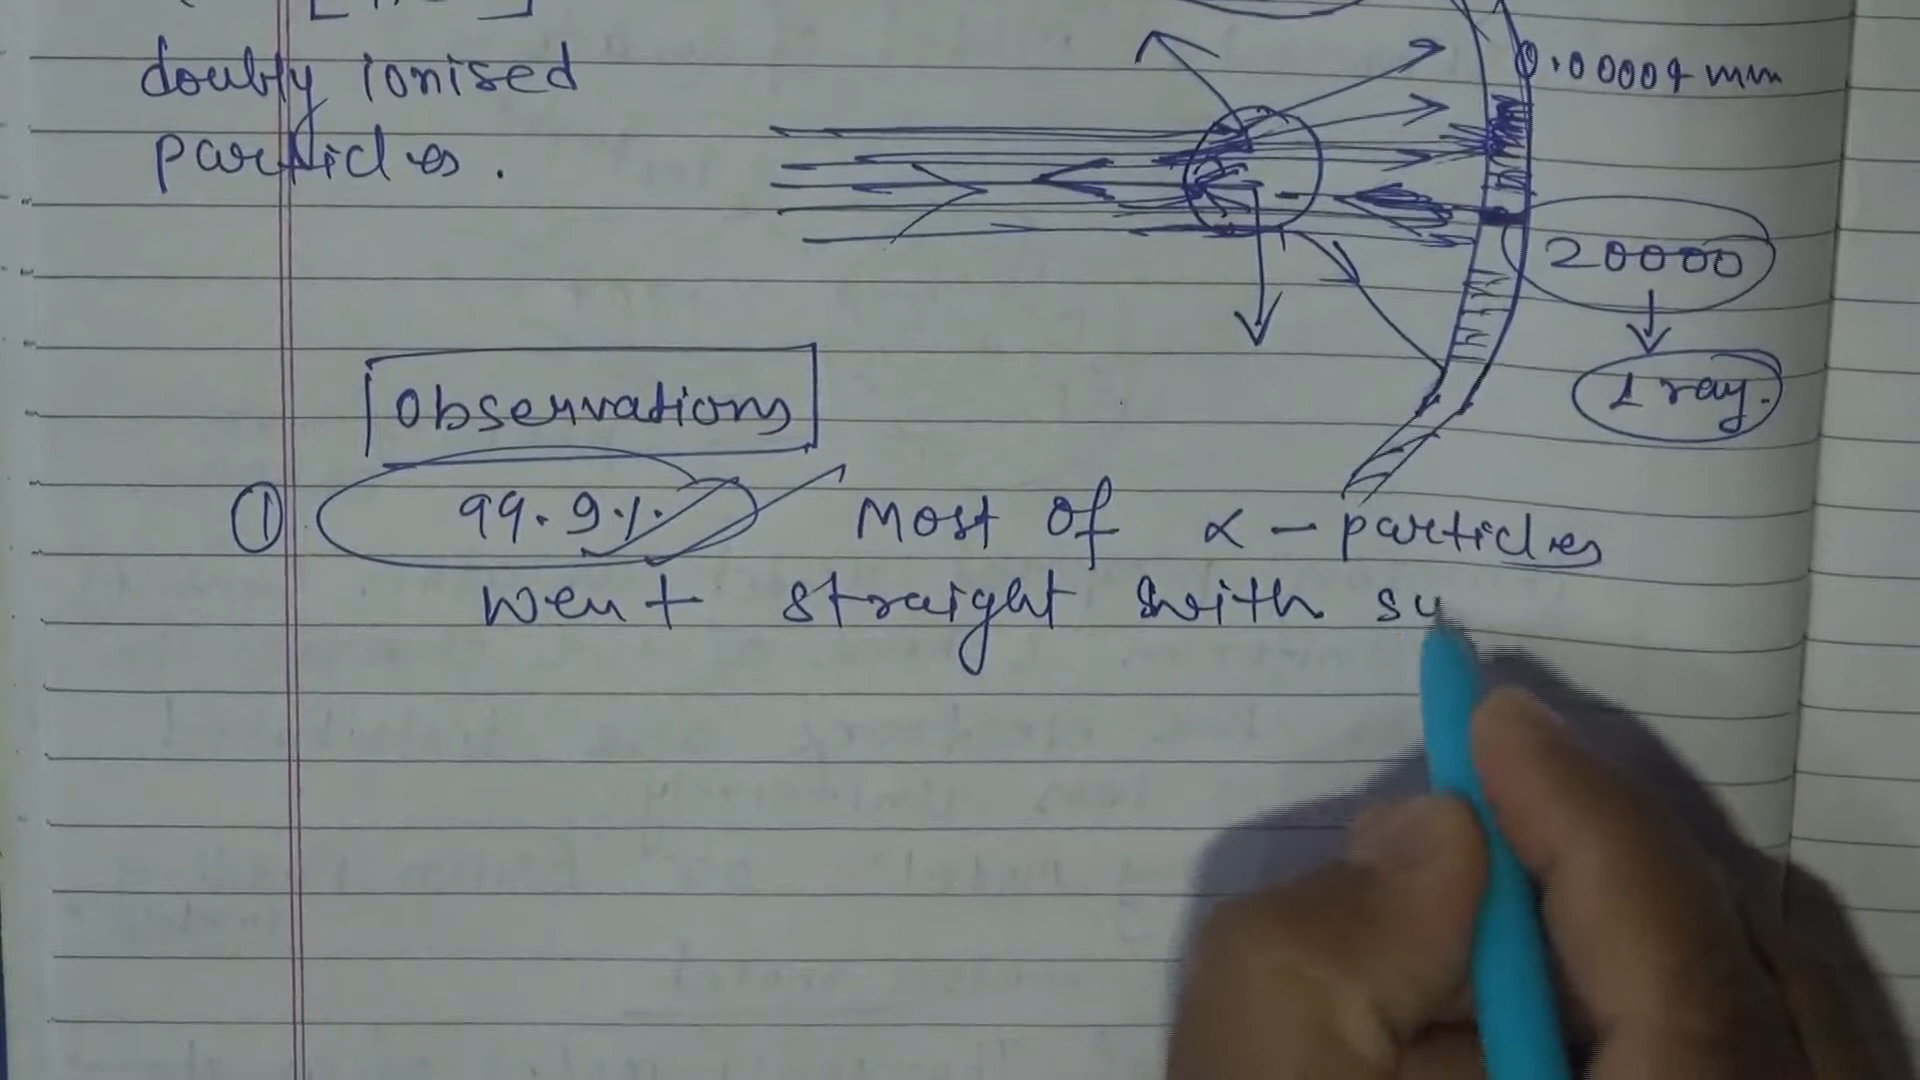 doubly ionised
particles.
0.00004 mm
20000
1 ray.
Observations
① 99.9% Most of α - particles
went straight with su